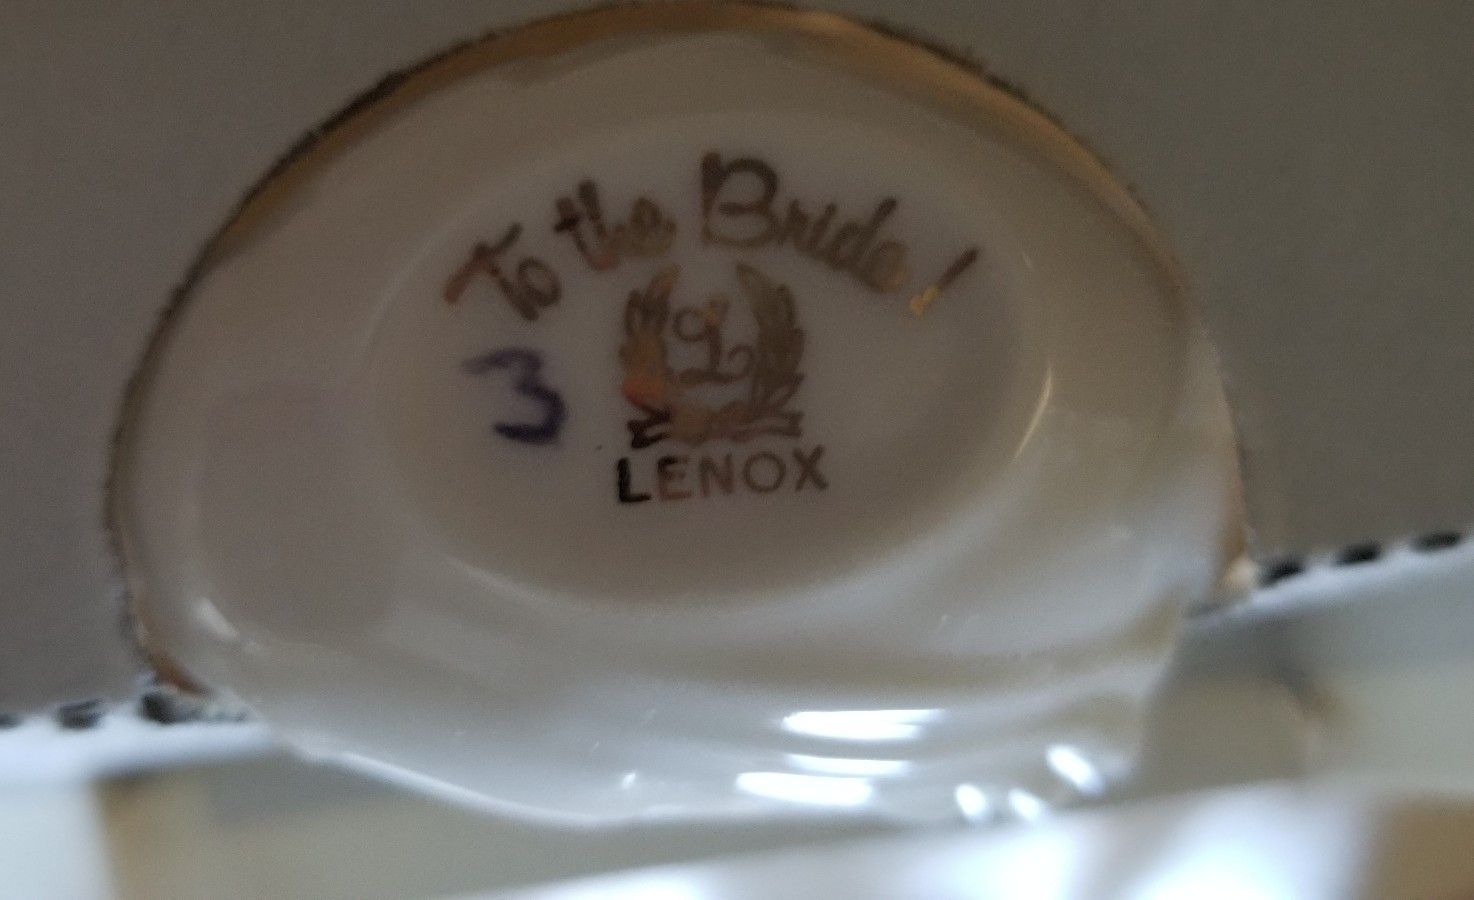 To the Bride!
L
3
LENOX